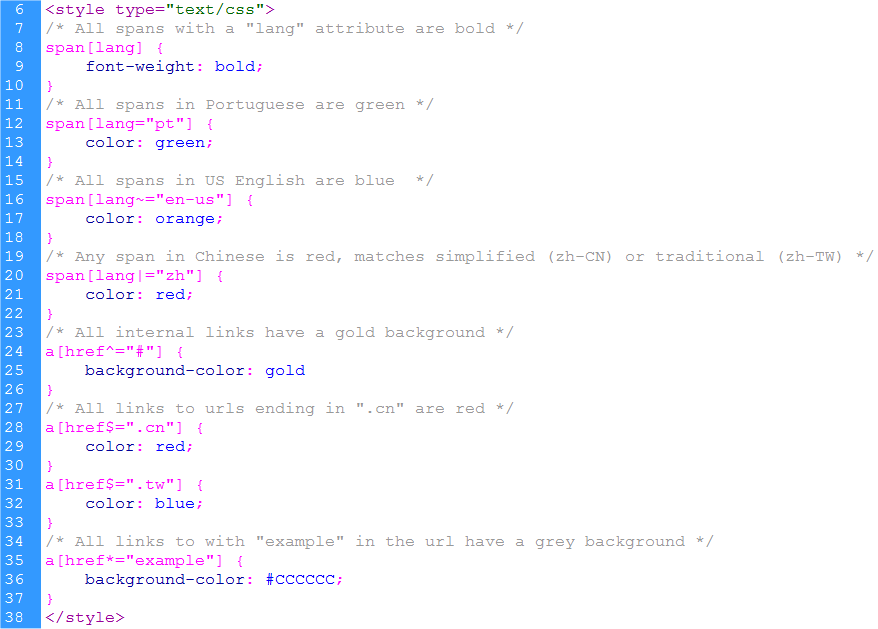 6 <style type="text/css">
7 /* All spans with a "lang" attribute are bold */
8 span[lang] {
9     font-weight: bold;
10 }
11 /* All spans in Portuguese are green */
12 span[lang="pt"] {
13     color: green;
14 }
15 /* All spans in US English are blue  */
16 span[lang~="en-us"] {
17     color: orange;
18 }
19 /* Any span in Chinese is red, matches simplified (zh-CN) or traditional (zh-TW) */
20 span[lang|="zh"] {
21     color: red;
22 }
23 /* All internal links have a gold background */
24 a[href^="#"] {
25     background-color: gold
26 }
27 /* All links to urls ending in ".cn" are red */
28 a[href$=".cn"] {
29     color: red;
30 }
31 a[href$=".tw"] {
32     color: blue;
33 }
34 /* All links to with "example" in the url have a grey background */
35 a[href*="example"] {
36     background-color: #CCCCCC;
37 }
38 </style>